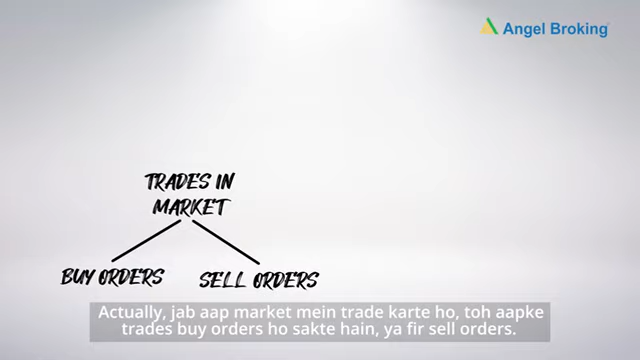 Angel Broking
TRADES IN
MARKET
BUY ORDERS
SELL ORDERS
Actually, jab aap market mein trade karte ho, toh aapke
trades buy orders ho sakte hain, ya fir sell orders.